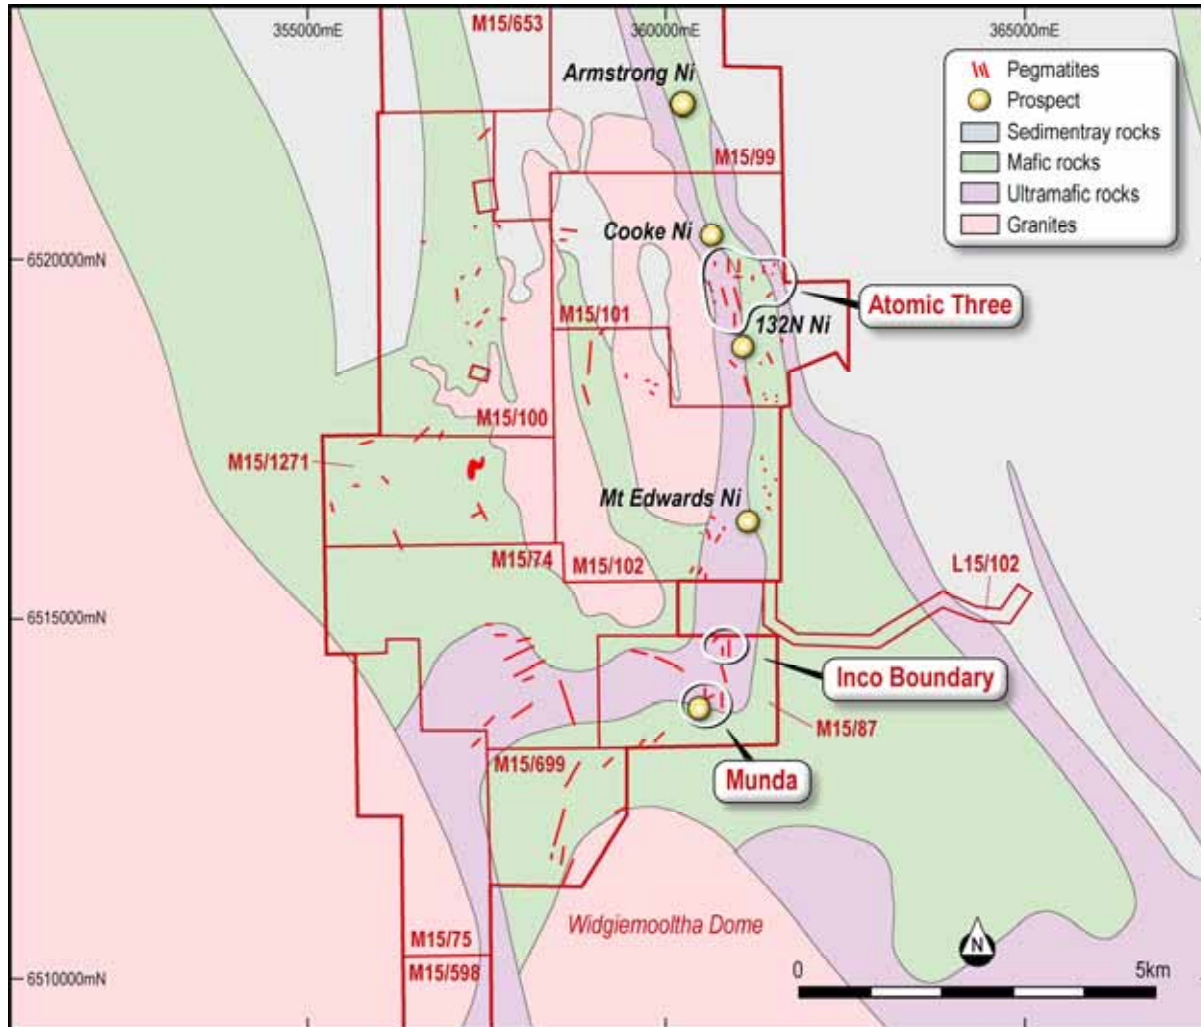 M15/653
355000mE
360000mE
365000mE
Armstrong Ni
Pegmatites
Prospect
Sedimentray rocks
Mafic rocks
Ultramafic rocks
Granites
M15/99
Cooke Ni
6520000mN
Atomic Three
M15/101
132N Ni
M15/100
M15/1271
Mt Edwards Ni
M15/74
M15/102
L15/102
6515000mN
Inco Boundary
M15/87
M15/699
Munda
Widgiemooltha Dome
M15/75
M15/598
N
6510000mN
0
5km